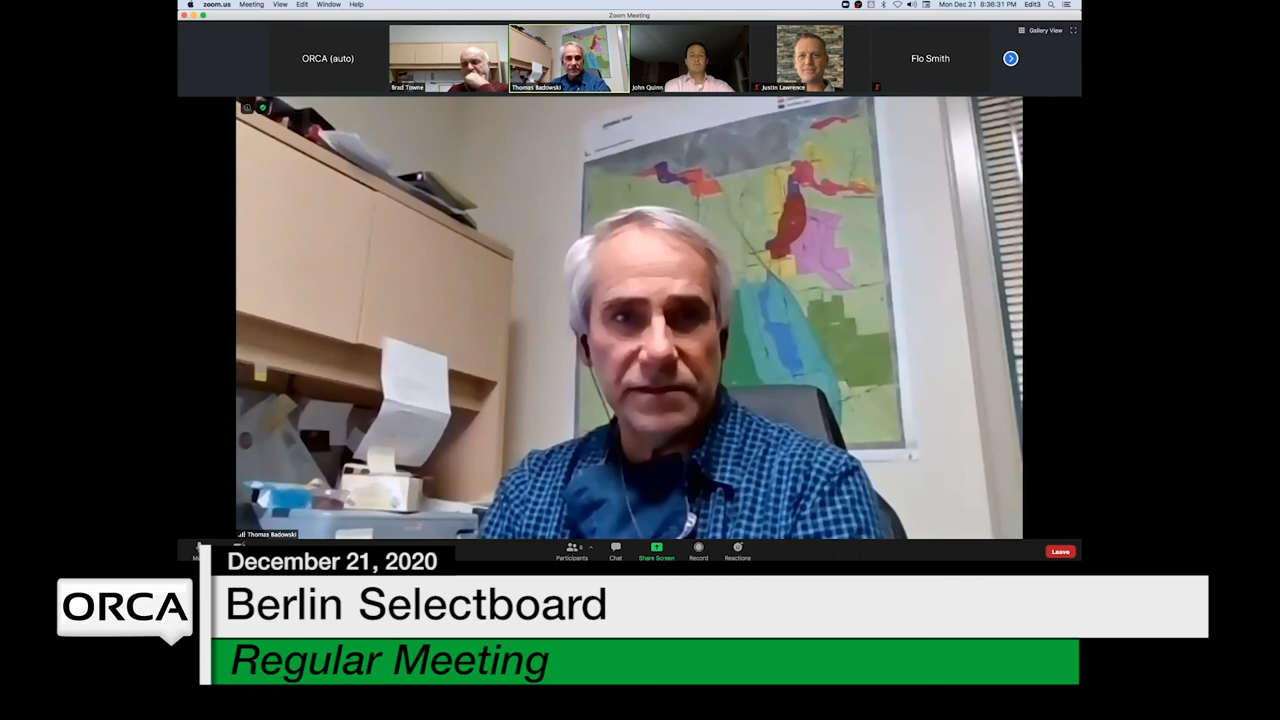 zoom.us Meeting View Edit Window Help
Mon Dec 21 8:36:31 PM Edit3
Zoom Meeting
Gallery View
ORCA (auto)
Flo Smith
Brad Towne
Thomas Badowski
John Quinn
Justin Lawrence
Thomas Badowski
Participants
Chat
Share Screen
Record
Reactions
Leave
December 21, 2020
ORCA
Berlin Selectboard
Regular Meeting